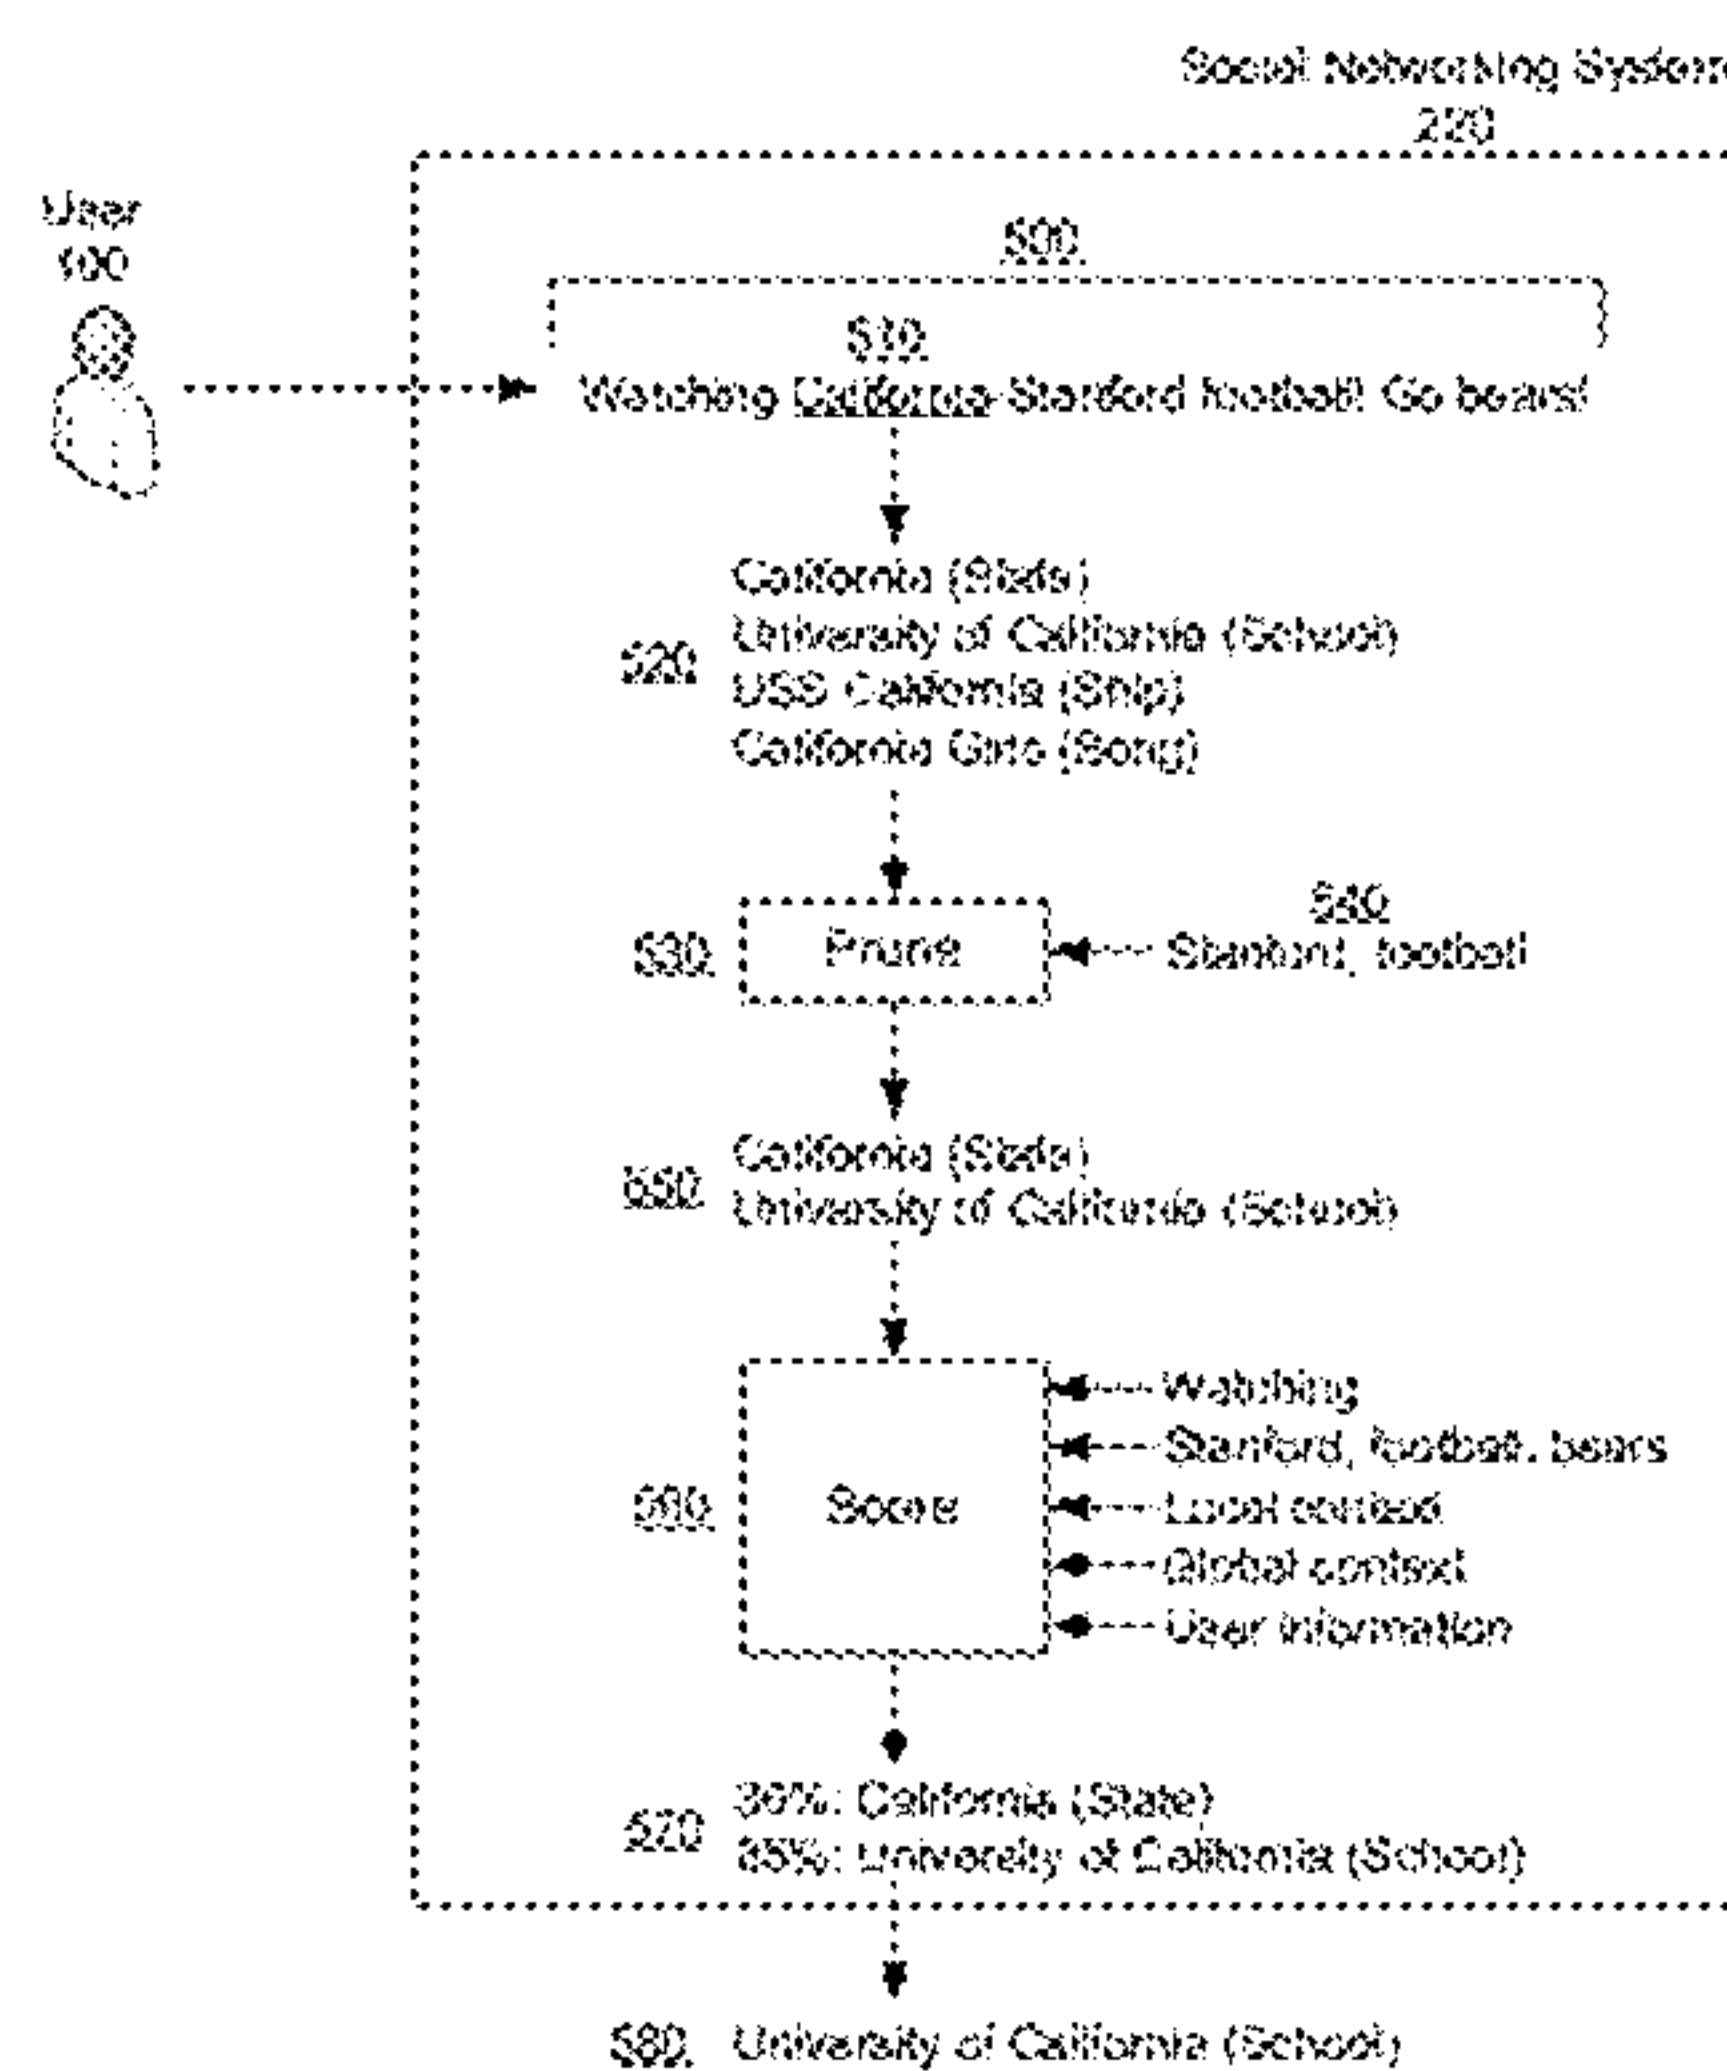 Social Networking System
220
User
100
500
510
Watching California-Stanford football! Go bears!
California (State)
University of California (School)
520
USS California (Ship)
California Girls (Song)
540
530
Prune
Stanford, football
California (State)
550
University of California (School)
Watching
Stanford, football, bears
560
Score
Local context
Global context
User information
California (State)
570
85%: University of California (School)
580
University of California (School)